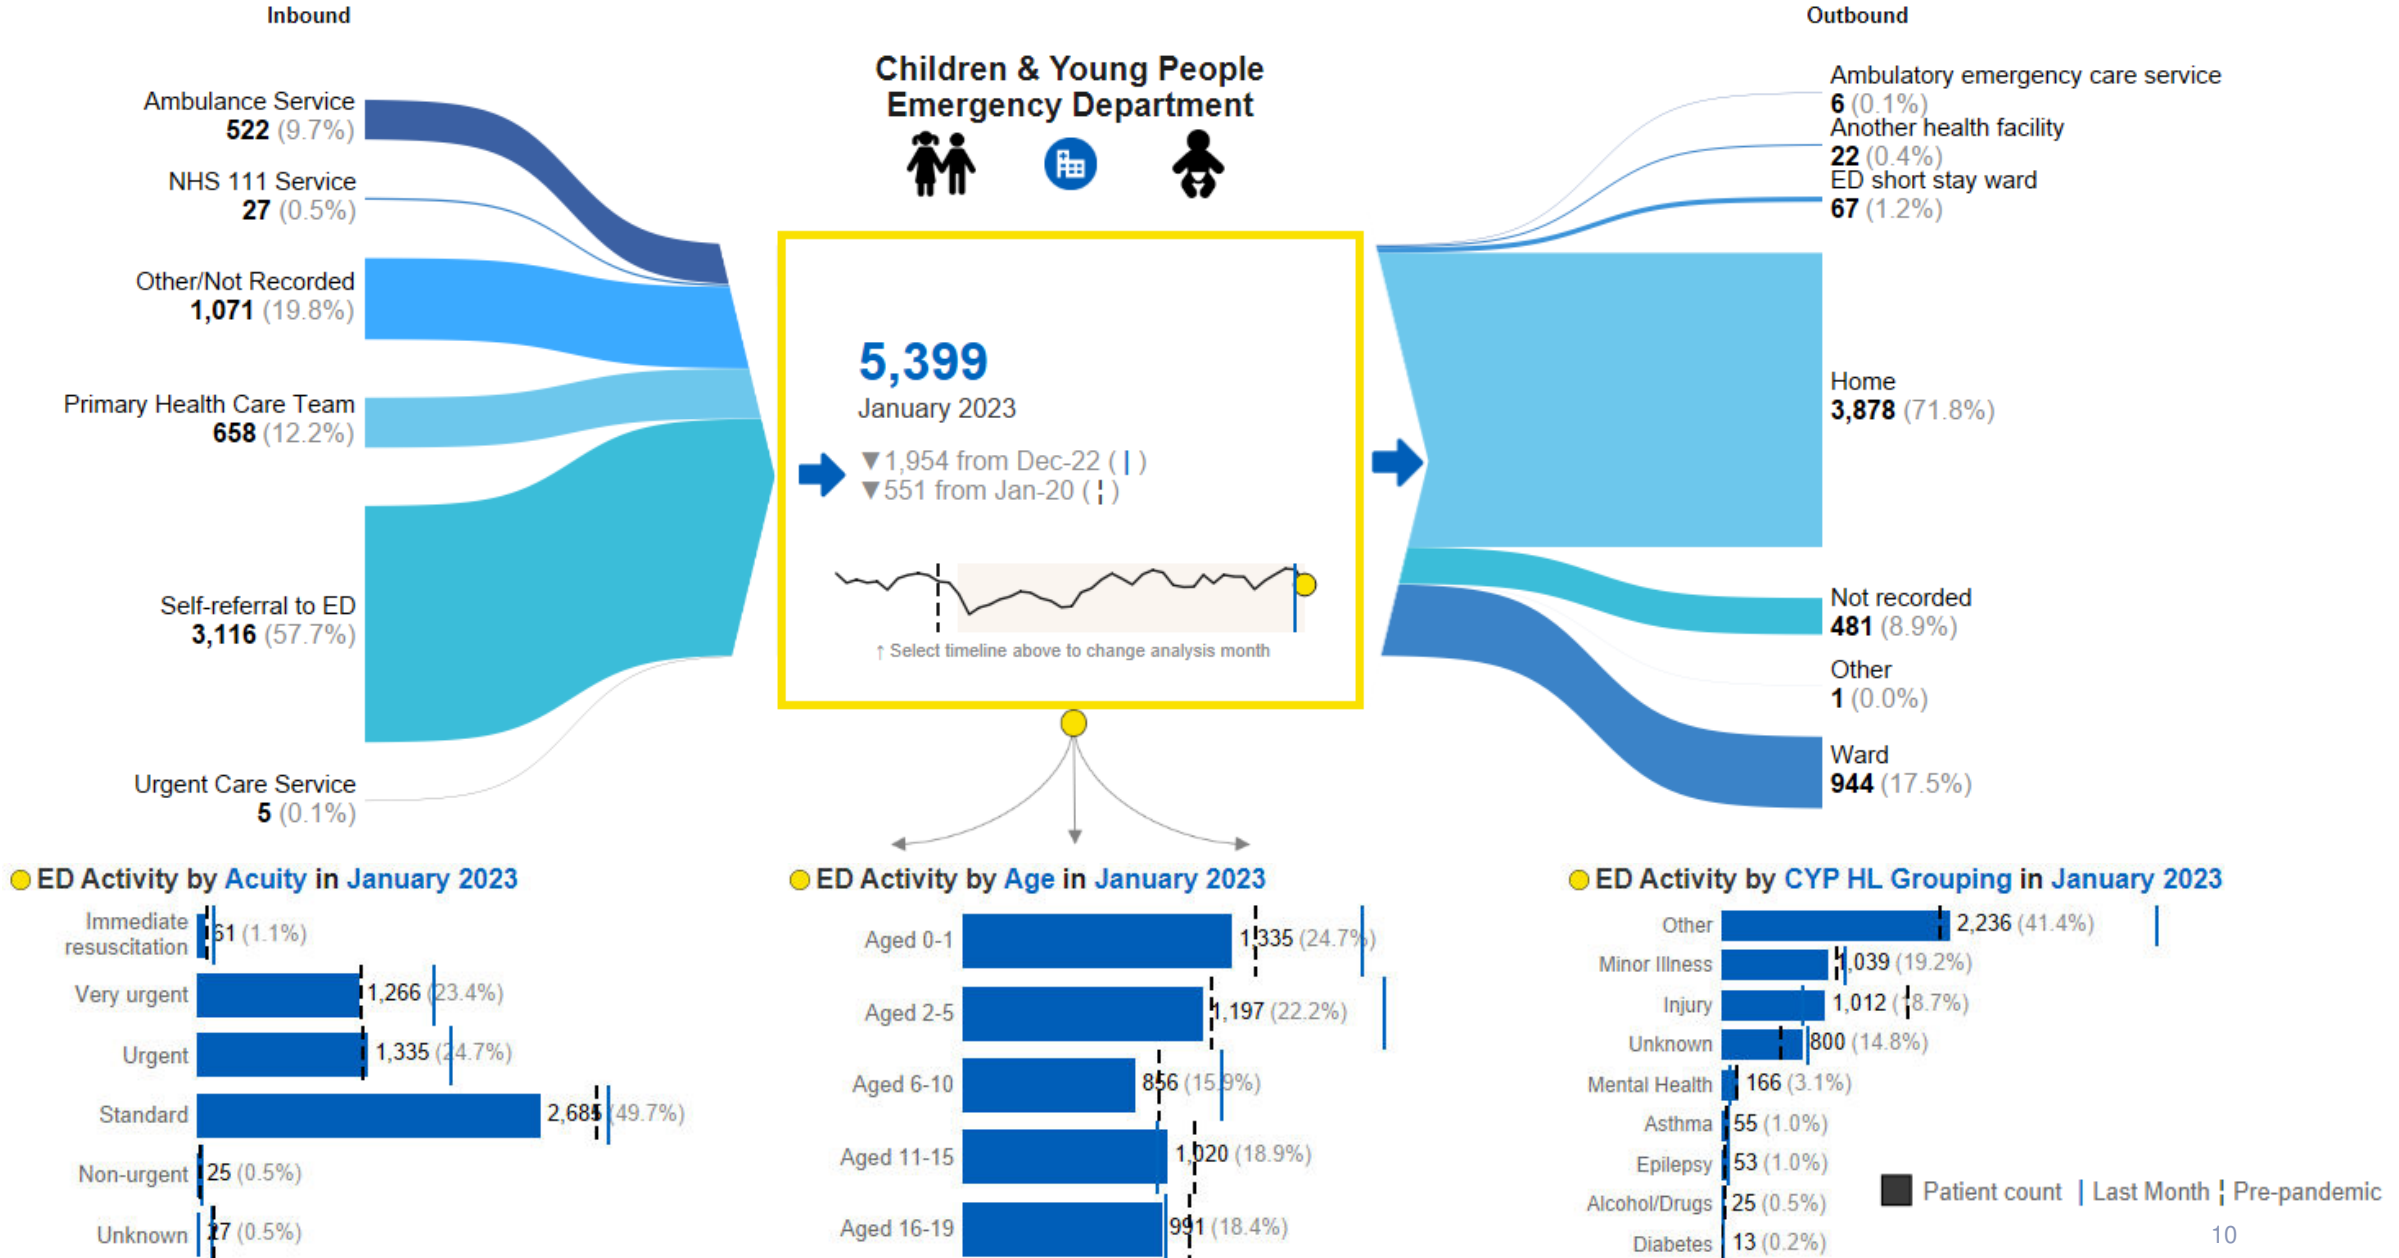 Inbound
Outbound
Children & Young People
Emergency Department
Ambulance Service
522 (9.7%)
NHS 111 Service
27 (0.5%)
Other/Not Recorded
1,071 (19.8%)
Primary Health Care Team
658 (12.2%)
Self-referral to ED
3,116 (57.7%)
Urgent Care Service
5 (0.1%)
5,399
January 2023
▼1,954 from Dec-22 ( | )
▼551 from Jan-20 ( ¦ )
↑ Select timeline above to change analysis month
Ambulatory emergency care service
6 (0.1%)
Another health facility
22 (0.4%)
ED short stay ward
67 (1.2%)
Home
3,878 (71.8%)
Not recorded
481 (8.9%)
Other
1 (0.0%)
Ward
944 (17.5%)
ED Activity by Acuity in January 2023
Immediate
resuscitation
61 (1.1%)
Very urgent
1,266 (23.4%)
Urgent
1,335 (24.7%)
Standard
2,685 (49.7%)
Non-urgent
25 (0.5%)
Unknown
27 (0.5%)
ED Activity by Age in January 2023
Aged 0-1
1,335 (24.7%)
Aged 2-5
1,197 (22.2%)
Aged 6-10
856 (15.9%)
Aged 11-15
1,020 (18.9%)
Aged 16-19
991 (18.4%)
ED Activity by CYP HL Grouping in January 2023
Other
2,236 (41.4%)
Minor Illness
1,039 (19.2%)
Injury
1,012 (18.7%)
Unknown
800 (14.8%)
Mental Health
166 (3.1%)
Asthma
55 (1.0%)
Epilepsy
53 (1.0%)
Alcohol/Drugs
25 (0.5%)
Diabetes
13 (0.2%)
Patient count | Last Month ¦ Pre-pandemic
10